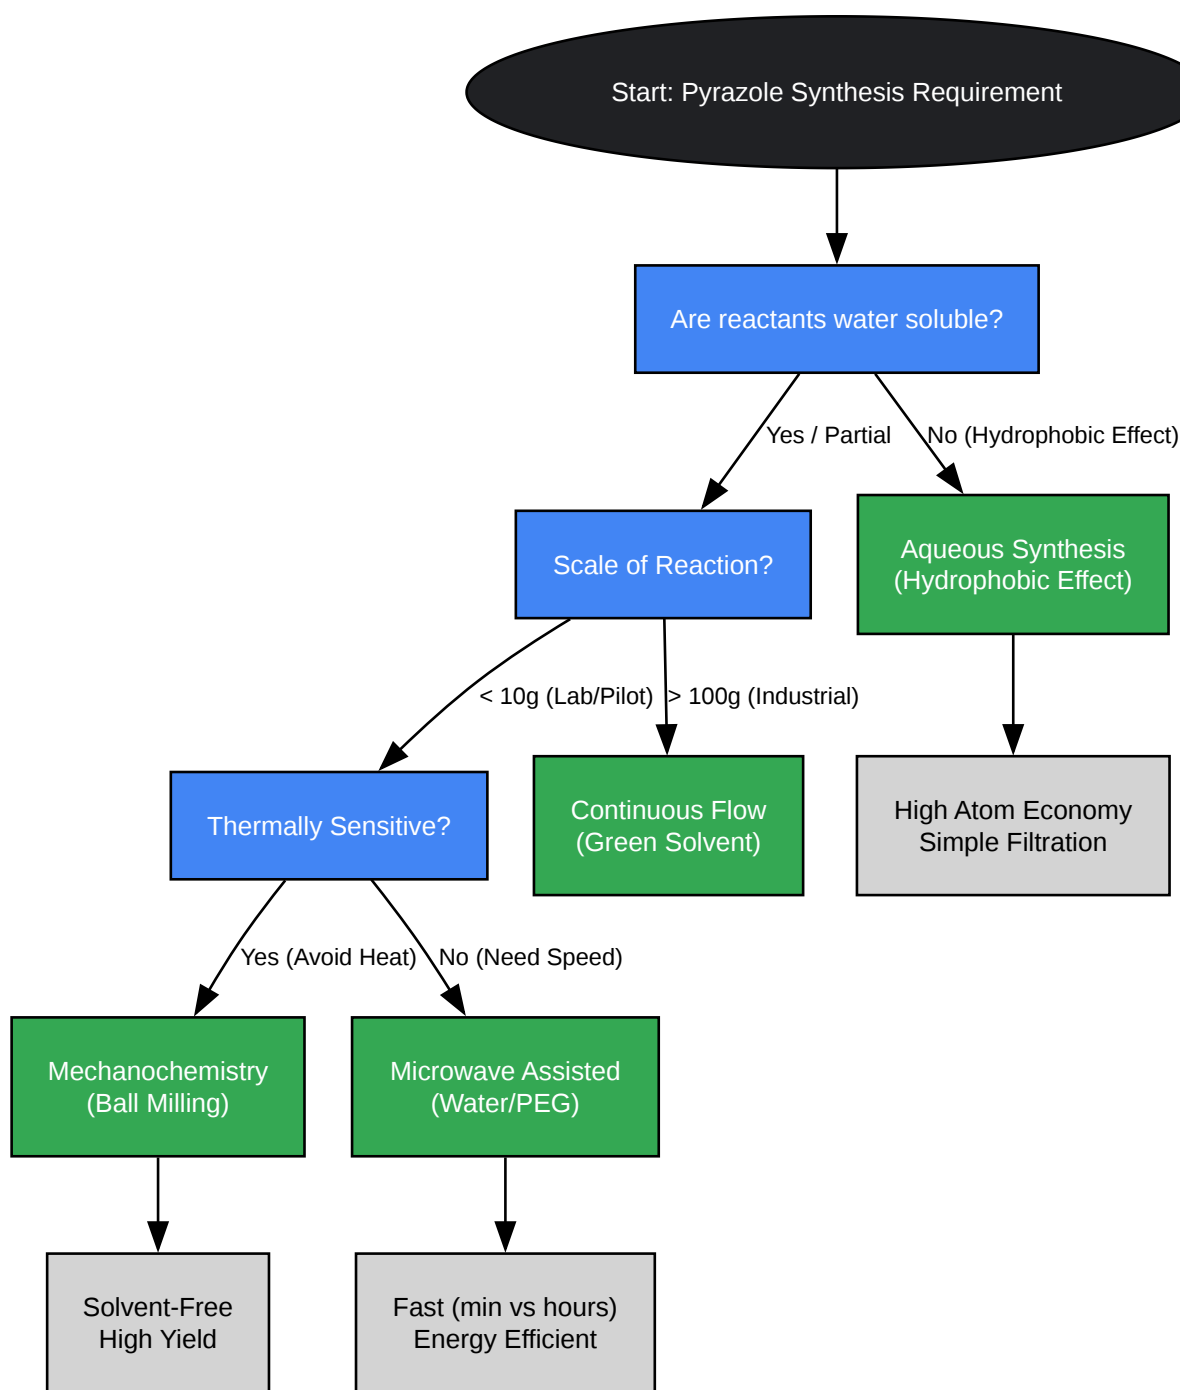 Start: Pyrazole Synthesis Requirement
Are reactants water soluble?
Yes / Partial
No (Hydrophobic Effect)
Scale of Reaction?
Aqueous Synthesis
(Hydrophobic Effect)
< 10g (Lab/Pilot)
> 100g (Industrial)
Thermally Sensitive?
Continuous Flow
(Green Solvent)
High Atom Economy
Simple Filtration
Yes (Avoid Heat)
No (Need Speed)
Mechanochemistry
(Ball Milling)
Microwave Assisted
(Water/PEG)
Solvent-Free
High Yield
Fast (min vs hours)
Energy Efficient